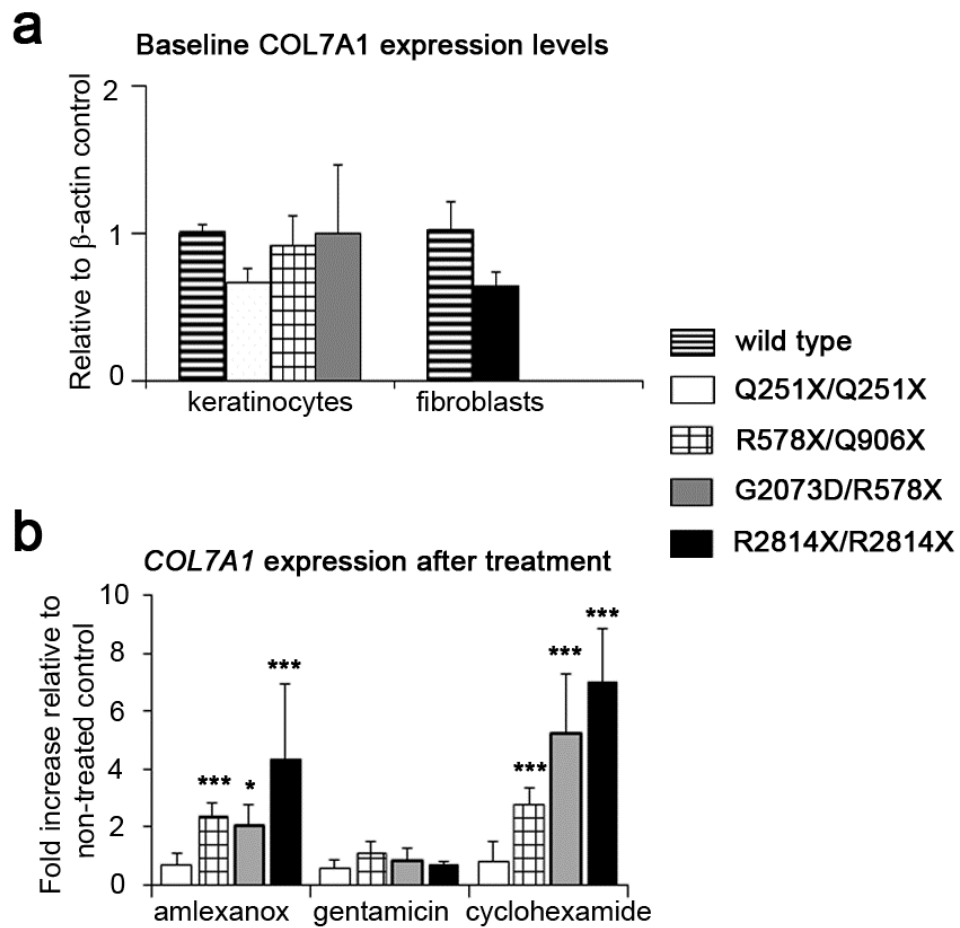 a
Baseline COL7A1 expression levels
Relative to β-actin control
2
1
0
keratinocytes
fibroblasts
wild type
Q251X/Q251X
R578X/Q906X
G2073D/R578X
R2814X/R2814X
b
COL7A1 expression after treatment
Fold increase relative to
non-treated control
10
8
6
4
2
0
***
*
***
***
***
***
amlexanox
gentamicin
cyclohexamide